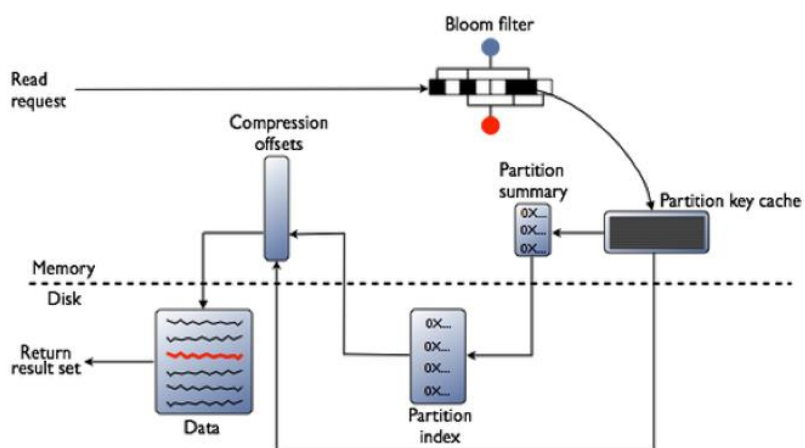 Bloom filter
Read
request
Compression
offsets
Partition
summary
Partition key cache
0X...
0X...
0X...
Memory
Disk
0X...
0X...
0X...
0X...
Return
result set
Data
Partition
index